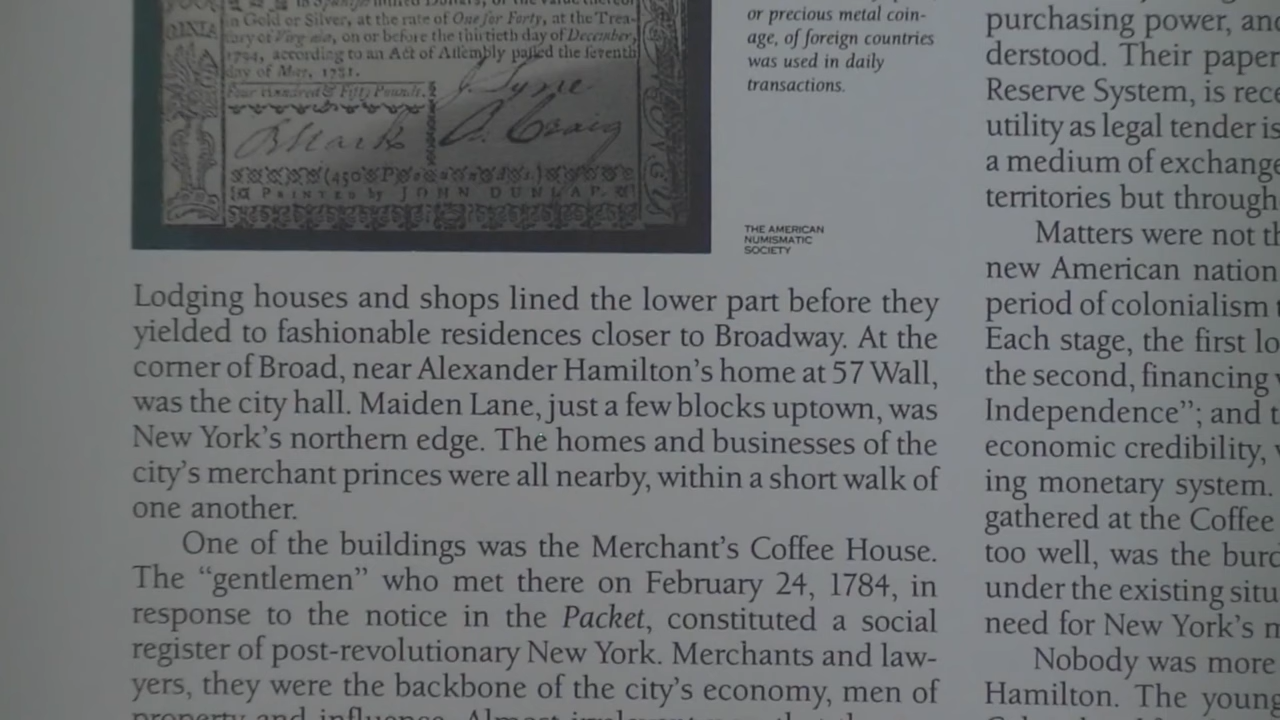 in Gold or Silver, at the rate of One for Forty, at the Trea-
sury of Virginia, on or before the thirtieth day of December,
1794, according to an Act of Assembly passed the seventh
day of May, 1781.
Four Hundred & Fifty Pounds.
J. Lyne
B Stark
A. Craig
PRINTED by JOHN DUNLAP.
or precious metal coin-
age, of foreign countries
was used in daily
transactions.
THE AMERICAN
NUMISMATIC
SOCIETY
Lodging houses and shops lined the lower part before they
yielded to fashionable residences closer to Broadway. At the
corner of Broad, near Alexander Hamilton's home at 57 Wall,
was the city hall. Maiden Lane, just a few blocks uptown, was
New York's northern edge. The homes and businesses of the
city's merchant princes were all nearby, within a short walk of
one another.
One of the buildings was the Merchant's Coffee House.
The “gentlemen” who met there on February 24, 1784, in
response to the notice in the Packet, constituted a social
register of post-revolutionary New York. Merchants and law-
yers, they were the backbone of the city's economy, men of
property and influence. Almost
purchasing power, and
derstood. Their paper
Reserve System, is rece
utility as legal tender is
a medium of exchange
territories but through
Matters were not th
new American nation
period of colonialism
Each stage, the first lo
the second, financing
Independence”; and t
economic credibility,
ing monetary system.
gathered at the Coffee
too well, was the burd
under the existing situ
need for New York's
Nobody was more
Hamilton. The young